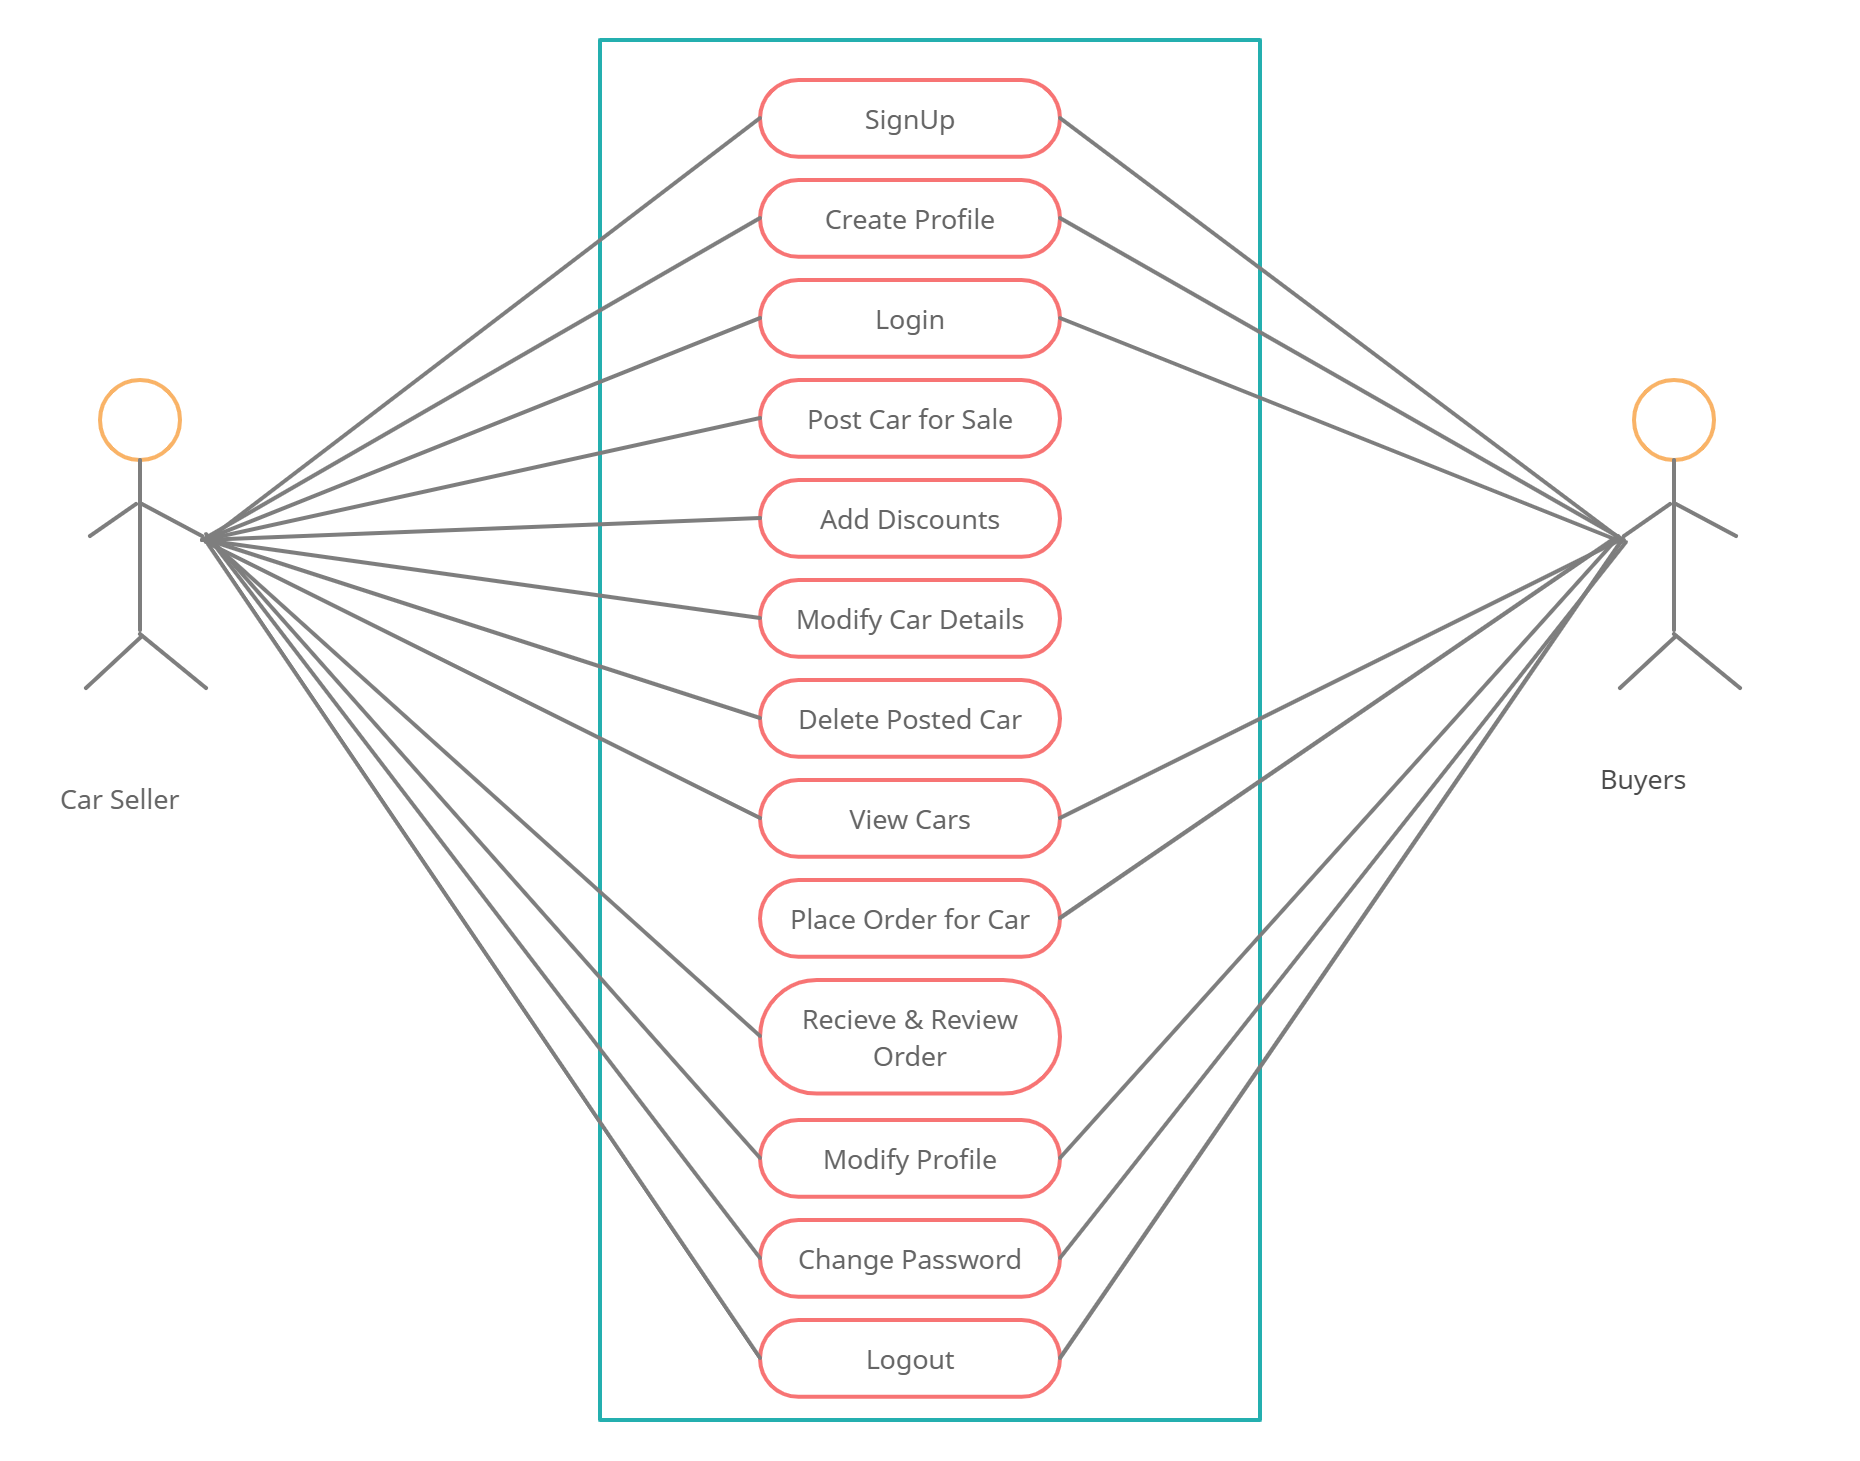 SignUp
Create Profile
Login
Post Car for Sale
Add Discounts
Modify Car Details
Delete Posted Car
View Cars
Place Order for Car
Recieve & Review
Order
Modify Profile
Change Password
Logout
Car Seller
Buyers